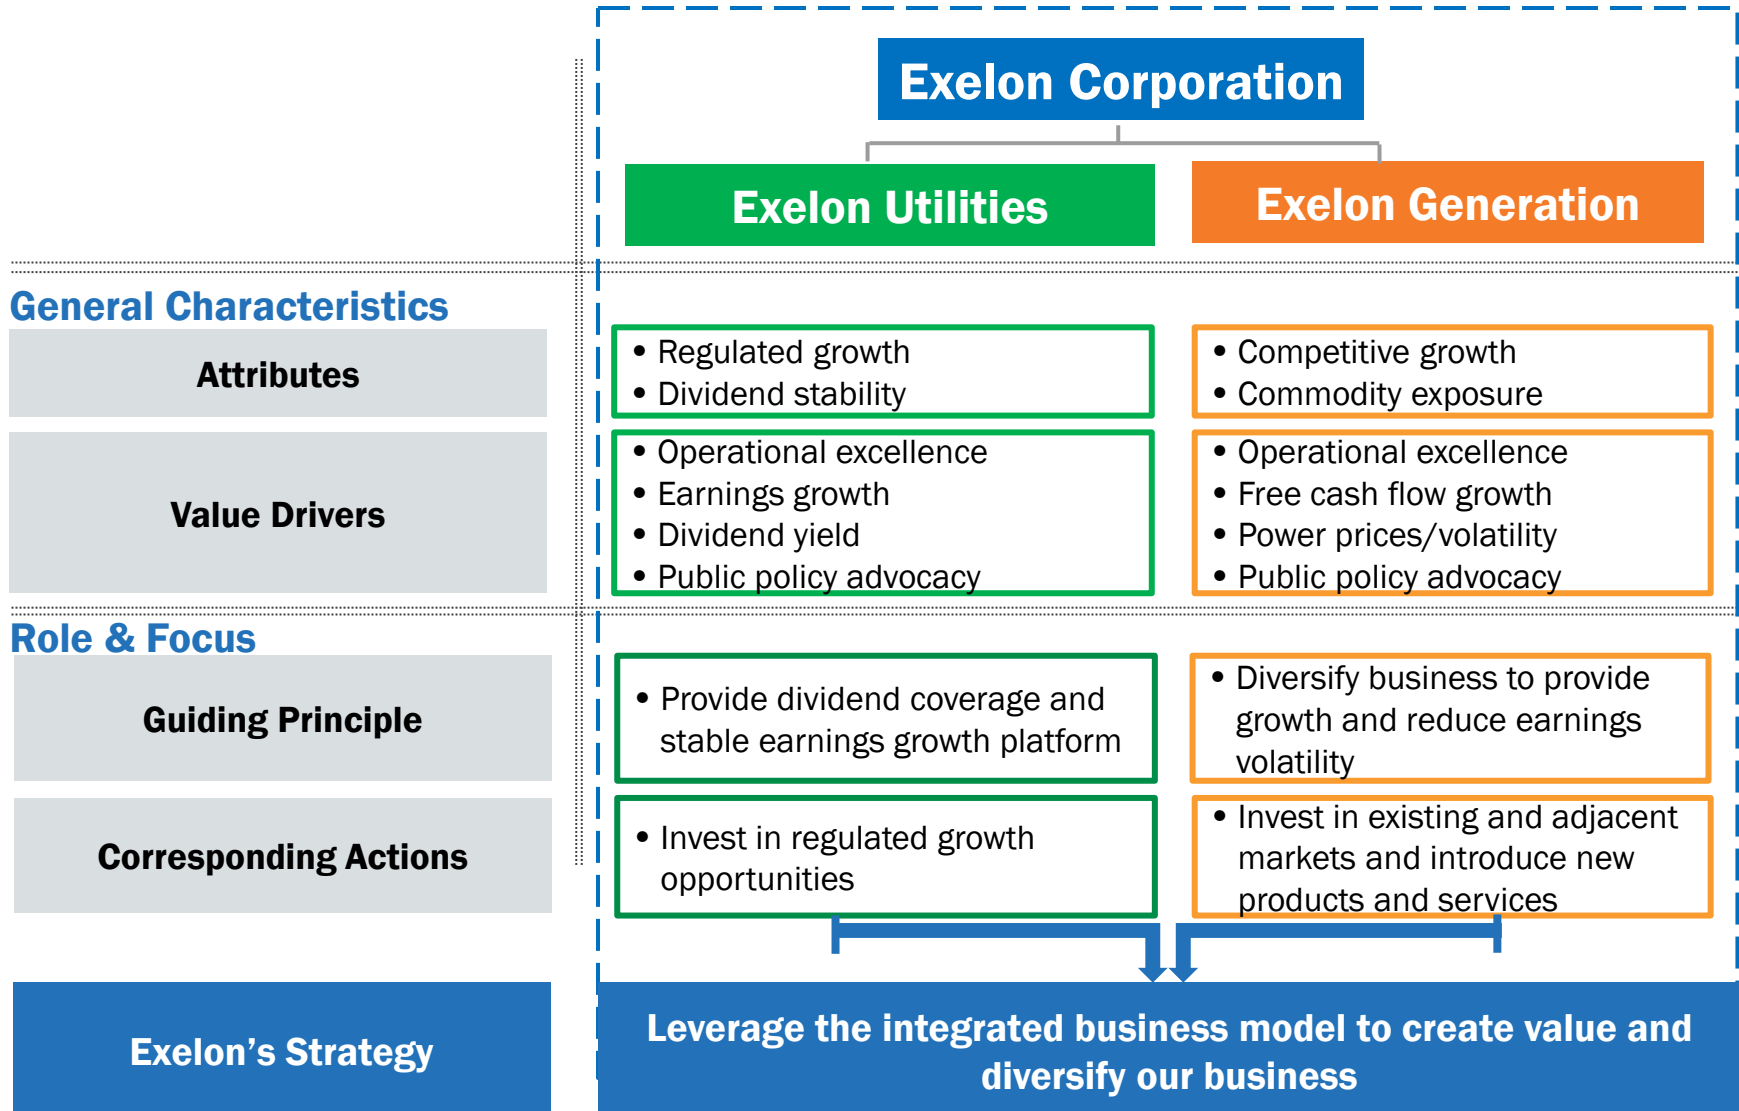 Exelon Corporation
Exelon Utilities
Exelon Generation
General Characteristics
Attributes
• Regulated growth
• Dividend stability
• Competitive growth
• Commodity exposure
Value Drivers
• Operational excellence
• Earnings growth
• Dividend yield
• Public policy advocacy
• Operational excellence
• Free cash flow growth
• Power prices/volatility
• Public policy advocacy
Role & Focus
Guiding Principle
• Provide dividend coverage and
stable earnings growth platform
• Diversify business to provide
growth and reduce earnings
volatility
Corresponding Actions
• Invest in regulated growth
opportunities
• Invest in existing and adjacent
markets and introduce new
products and services
Exelon’s Strategy
Leverage the integrated business model to create value and
diversify our business